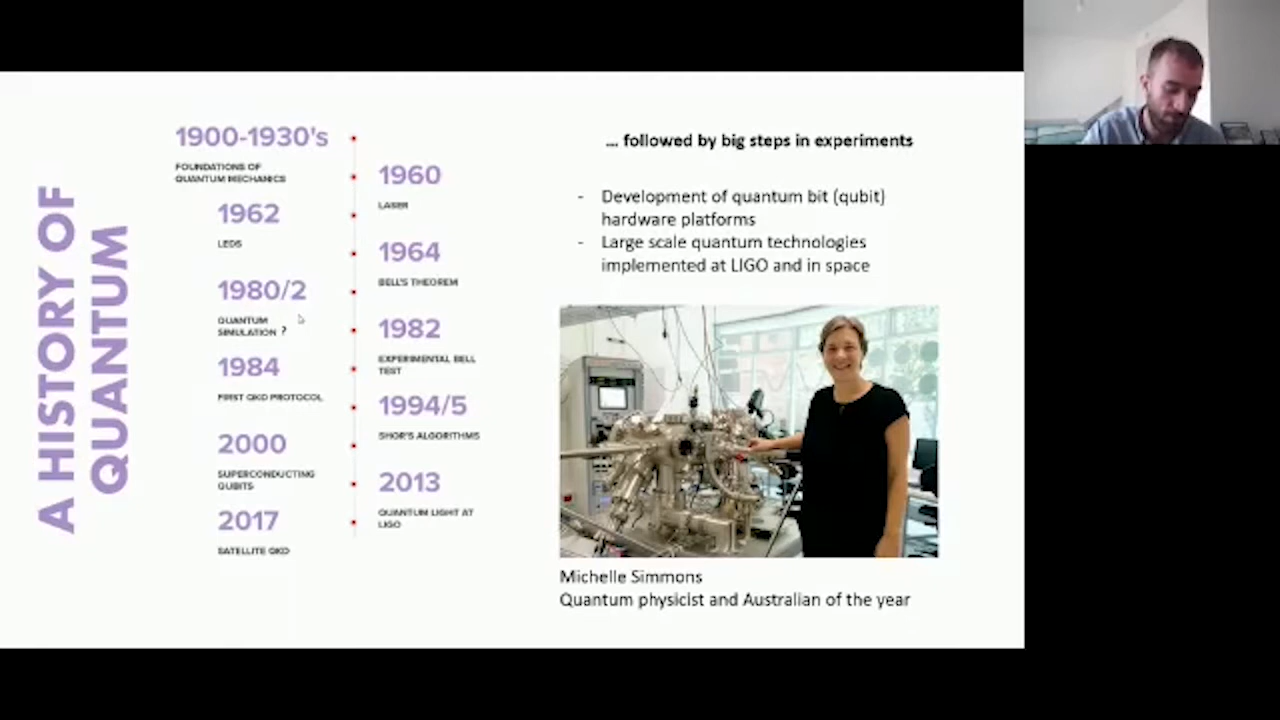 A HISTORY OF
QUANTUM
1900-1930's
FOUNDATIONS OF
QUANTUM MECHANICS
1960
LASER
1962
LEDS
1964
BELL'S THEOREM
1980/2
QUANTUM
SIMULATION ?
1982
EXPERIMENTAL BELL
TEST
1984
FIRST QKD PROTOCOL
1994/5
SHOR'S ALGORITHMS
2000
SUPERCONDUCTING
QUBITS
2013
QUANTUM LIGHT AT
LIGO
2017
SATELLITE QKD
... followed by big steps in experiments
- Development of quantum bit (qubit)
hardware platforms
- Large scale quantum technologies
implemented at LIGO and in space
Michelle Simmons
Quantum physicist and Australian of the year